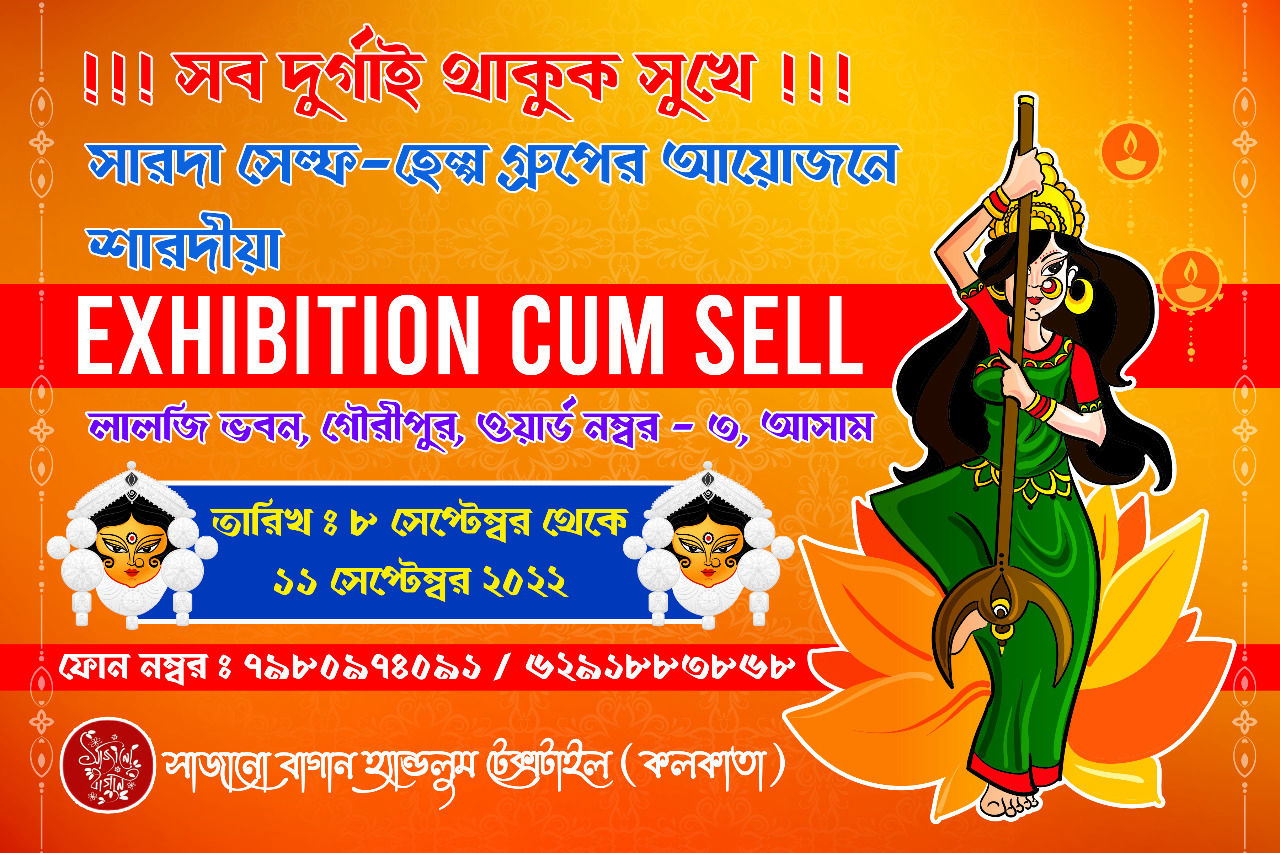 !!! সব দুর্গাই থাকুক সুখে !!!
সারদা সেল্ফ-হেল্প গ্রুপের আয়োজনে
শারদীয়া
EXHIBITION CUM SELL
লালজি ভবন, গৌরীপুর, ওয়ার্ড নম্বর - ৩, আসাম
তারিখ ঃ ৮ সেপ্টেম্বর থেকে
১১ সেপ্টেম্বর ২০২২
ফোন নম্বর ঃ ৭৯৮০৯৭৪০৯১ / ৬২৯১৮৮৩৮৬৮
সাজানো বাগান
সাজানো বাগান হ্যান্ডলুম টেক্সটাইল ( কলকাতা )